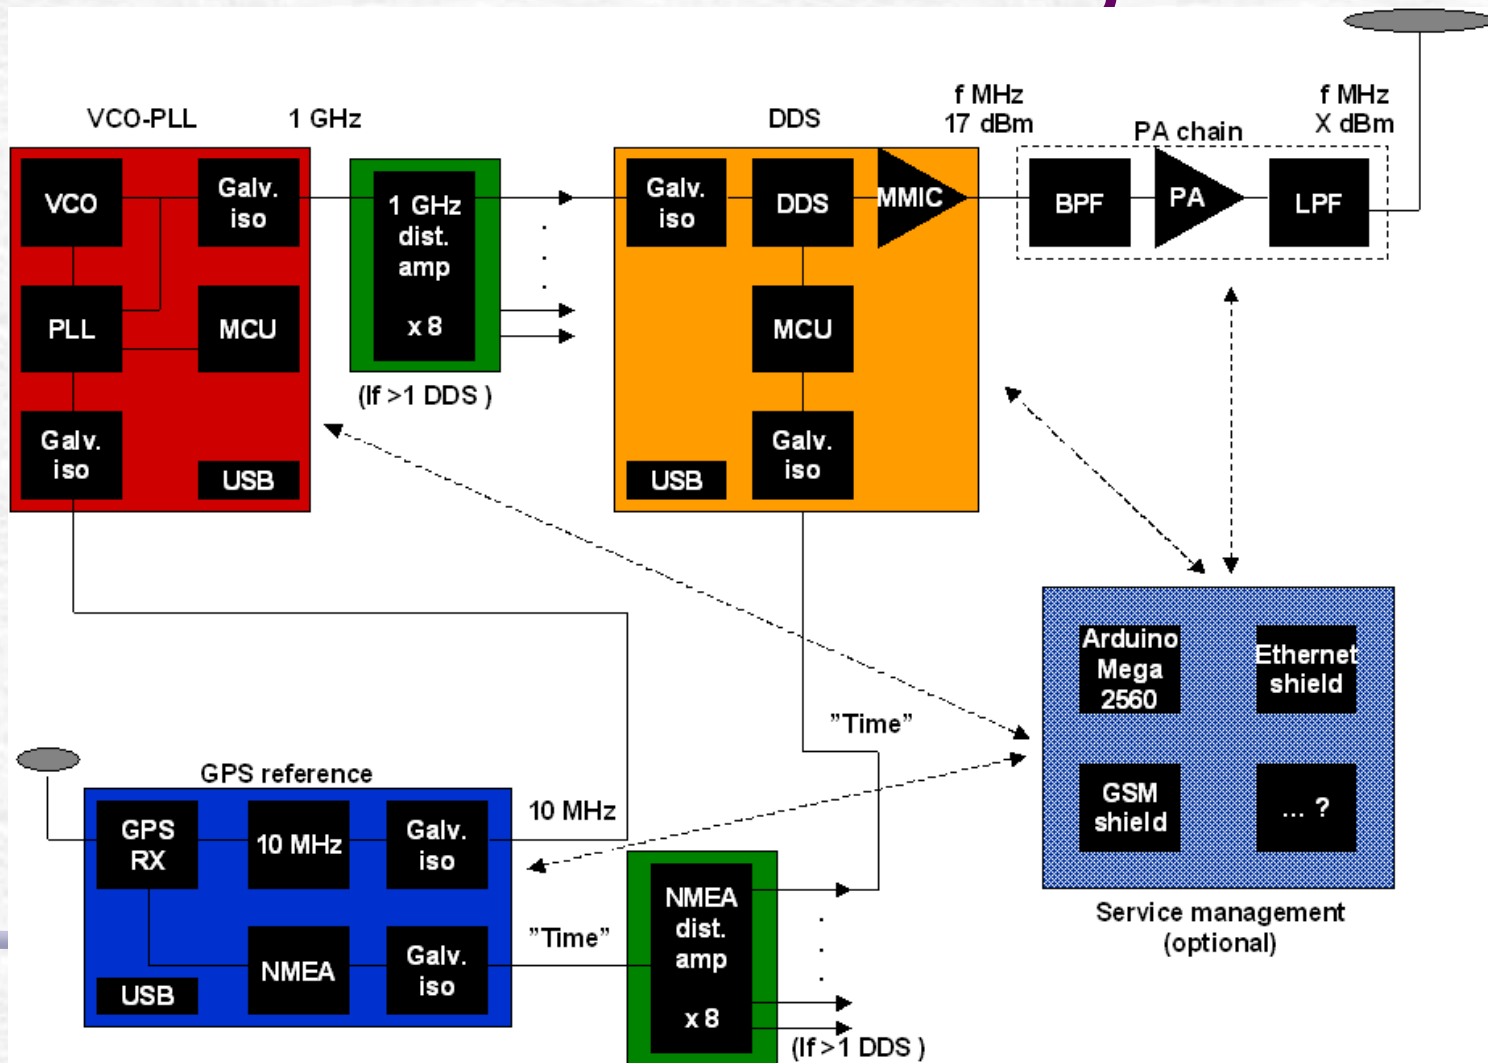 VCO-PLL
1 GHz
DDS
f MHz
17 dBm
PA chain
f MHz
X dBm
VCO
Galv.
iso
PLL
MCU
Galv.
iso
USB
1 GHz
dist.
amp
x 8
(If >1 DDS )
Galv.
iso
DDS
MMIC
MCU
USB
Galv.
iso
BPF
PA
LPF
Arduino
Mega
2560
Ethernet
shield
GSM
shield
... ?
Service management
(optional)
"Time"
GPS reference
10 MHz
GPS
RX
10 MHz
Galv.
iso
NMEA
Galv.
iso
USB
"Time"
NMEA
dist.
amp
x 8
(If >1 DDS )